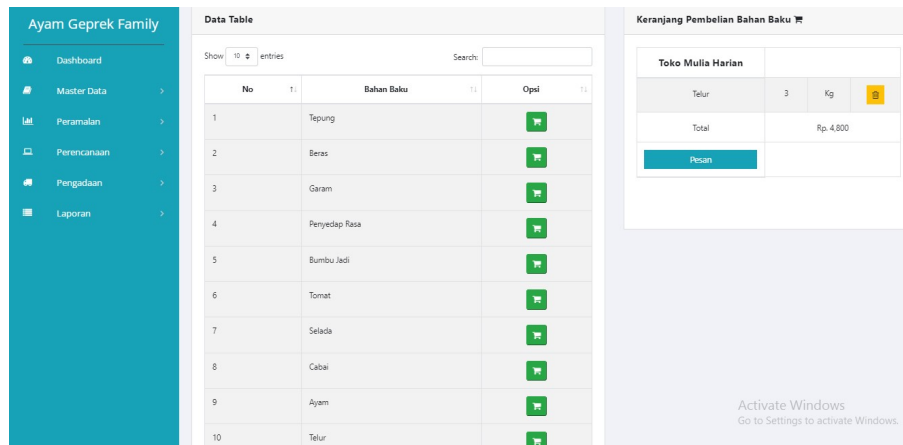 Ayam Geprek Family
Dashboard
Master Data
Peramalan
Perencanaan
Pengadaan
Laporan
Data Table
Show 10 entries
Search:
No Bahan Baku Opsi
1 Tepung
2 Beras
3 Garam
4 Penyedap Rasa
5 Bumbu Jadi
6 Tomat
7 Selada
8 Cabai
9 Ayam
10 Telur
Keranjang Pembelian Bahan Baku
Toko Mulia Harian
Telur 3 Kg
Total Rp. 4,800
Pesan
Activate Windows
Go to Settings to activate Windows.